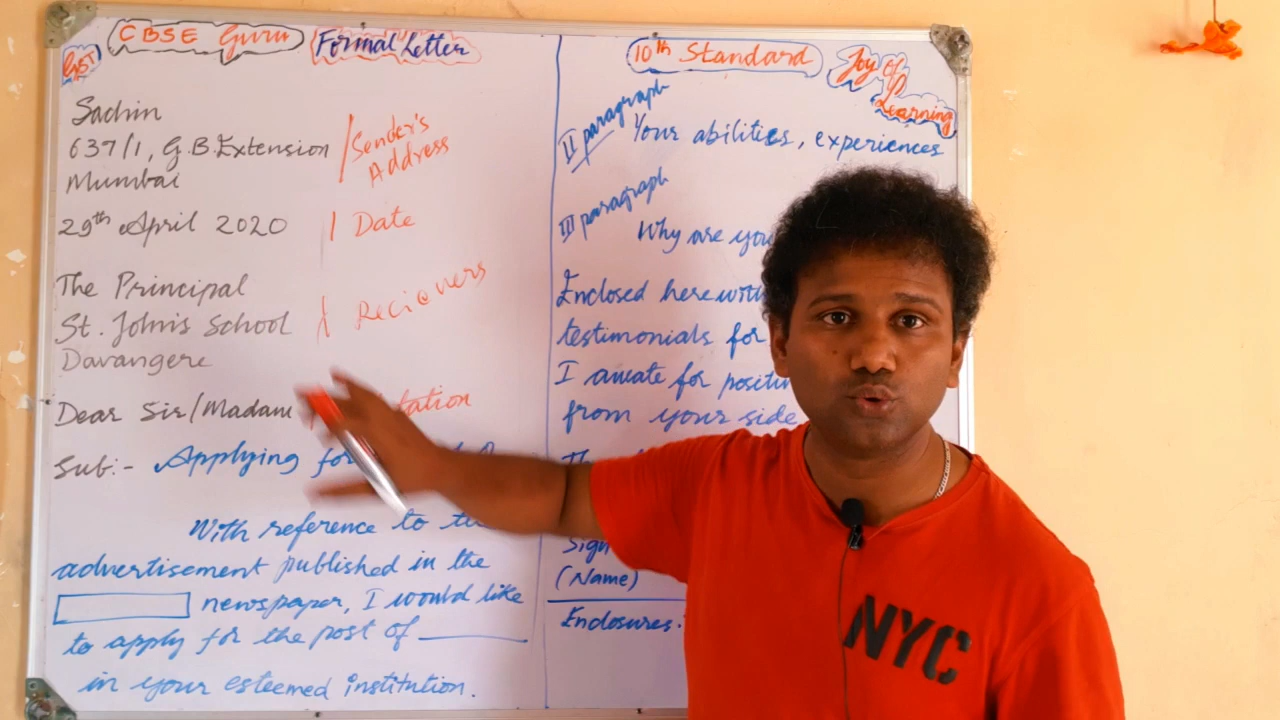 CBSE Guru
Formal Letter
Sachin
637/1, G.B. Extension
Mumbai
Sender's
Address
29th April 2020
Date
The Principal
St. John's School
Davangere
Recievers
Dear Sir/Madam
Sub:- Applying for
With reference to
advertisement published in the
newspaper, I would like
to apply for the post of
in your esteemed institution.
10th Standard
Joy of
Learning
II paragraph
Your abilities, experiences
III paragraph
Why are you
Enclosed herewith
testimonials for
I awate for
from your side
(Name)
Enclosures.
NYC